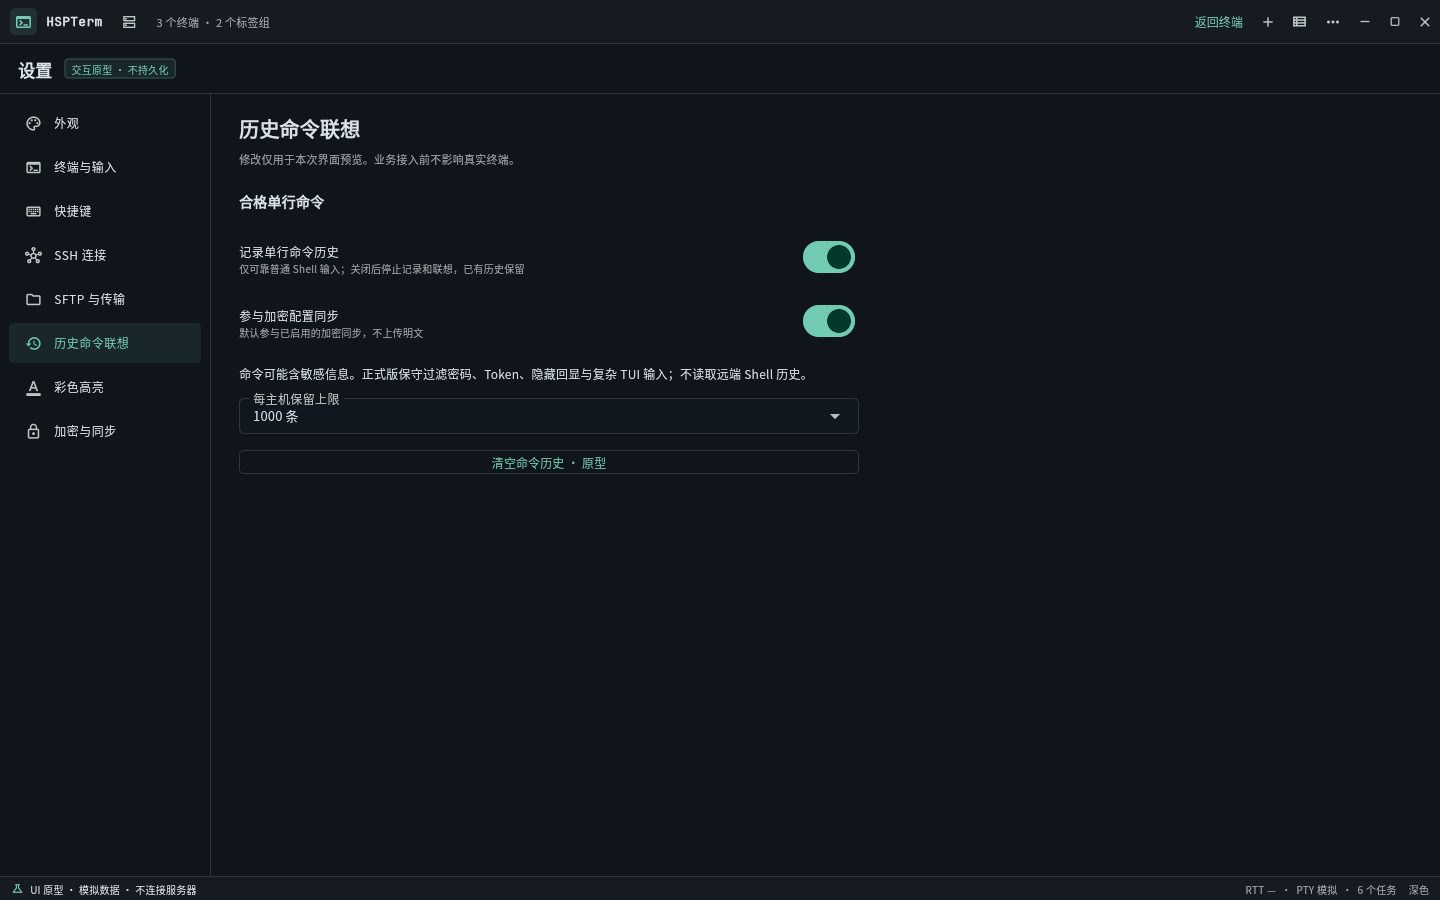 HSPTerm
3 个终端 · 2 个标签组
返回终端
设置
交互原型 · 不持久化
外观
终端与输入
快捷键
SSH 连接
SFTP 与传输
历史命令联想
彩色高亮
加密与同步
历史命令联想
修改仅用于本次界面预览。业务接入前不影响真实终端。
合格单行命令
记录单行命令历史
仅可靠普通 Shell 输入；关闭后停止记录和联想，已有历史保留
参与加密配置同步
默认参与已启用的加密同步，不上传明文
命令可能含敏感信息。正式版保守过滤密码、Token、隐藏回显与复杂 TUI 输入；不读取远端 Shell 历史。
每主机保留上限
1000 条
清空命令历史 · 原型
UI 原型 · 模拟数据 · 不连接服务器
RTT — · PTY 模拟 · 6 个任务 深色